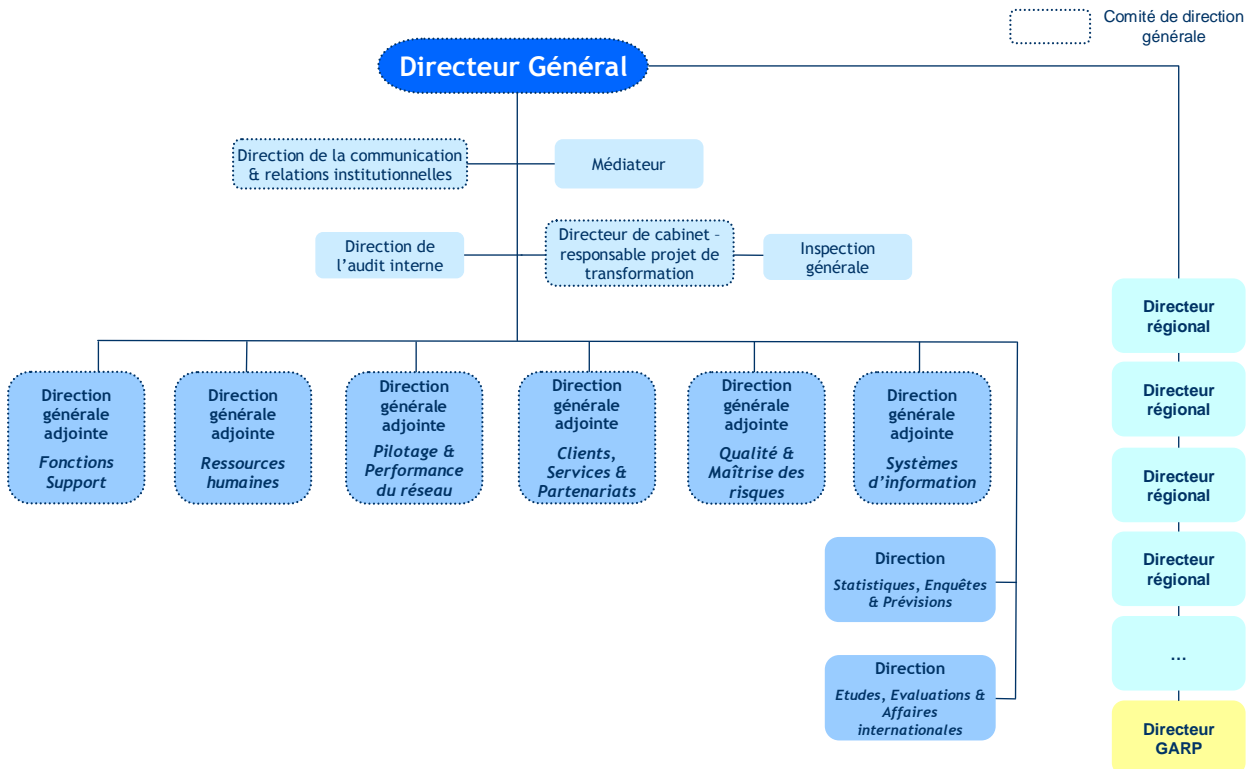 Comité de direction
générale
Directeur Général
Direction de la communication
& relations institutionnelles
Médiateur
Direction de
l’audit interne
Directeur de cabinet –
responsable projet de
transformation
Inspection
générale
Direction
générale
adjointe
Fonctions
Support
Direction
générale
adjointe
Ressources
humaines
Direction
générale
adjointe
Pilotage &
Performance
du réseau
Direction
générale
adjointe
Clients,
Services &
Partenariats
Direction
générale
adjointe
Qualité &
Maîtrise des
risques
Direction
générale
adjointe
Systèmes
d’information
Direction
Statistiques, Enquêtes
& Prévisions
Direction
Etudes, Evaluations &
Affaires
internationales
Directeur
régional
Directeur
régional
Directeur
régional
Directeur
régional
…
Directeur
GARP